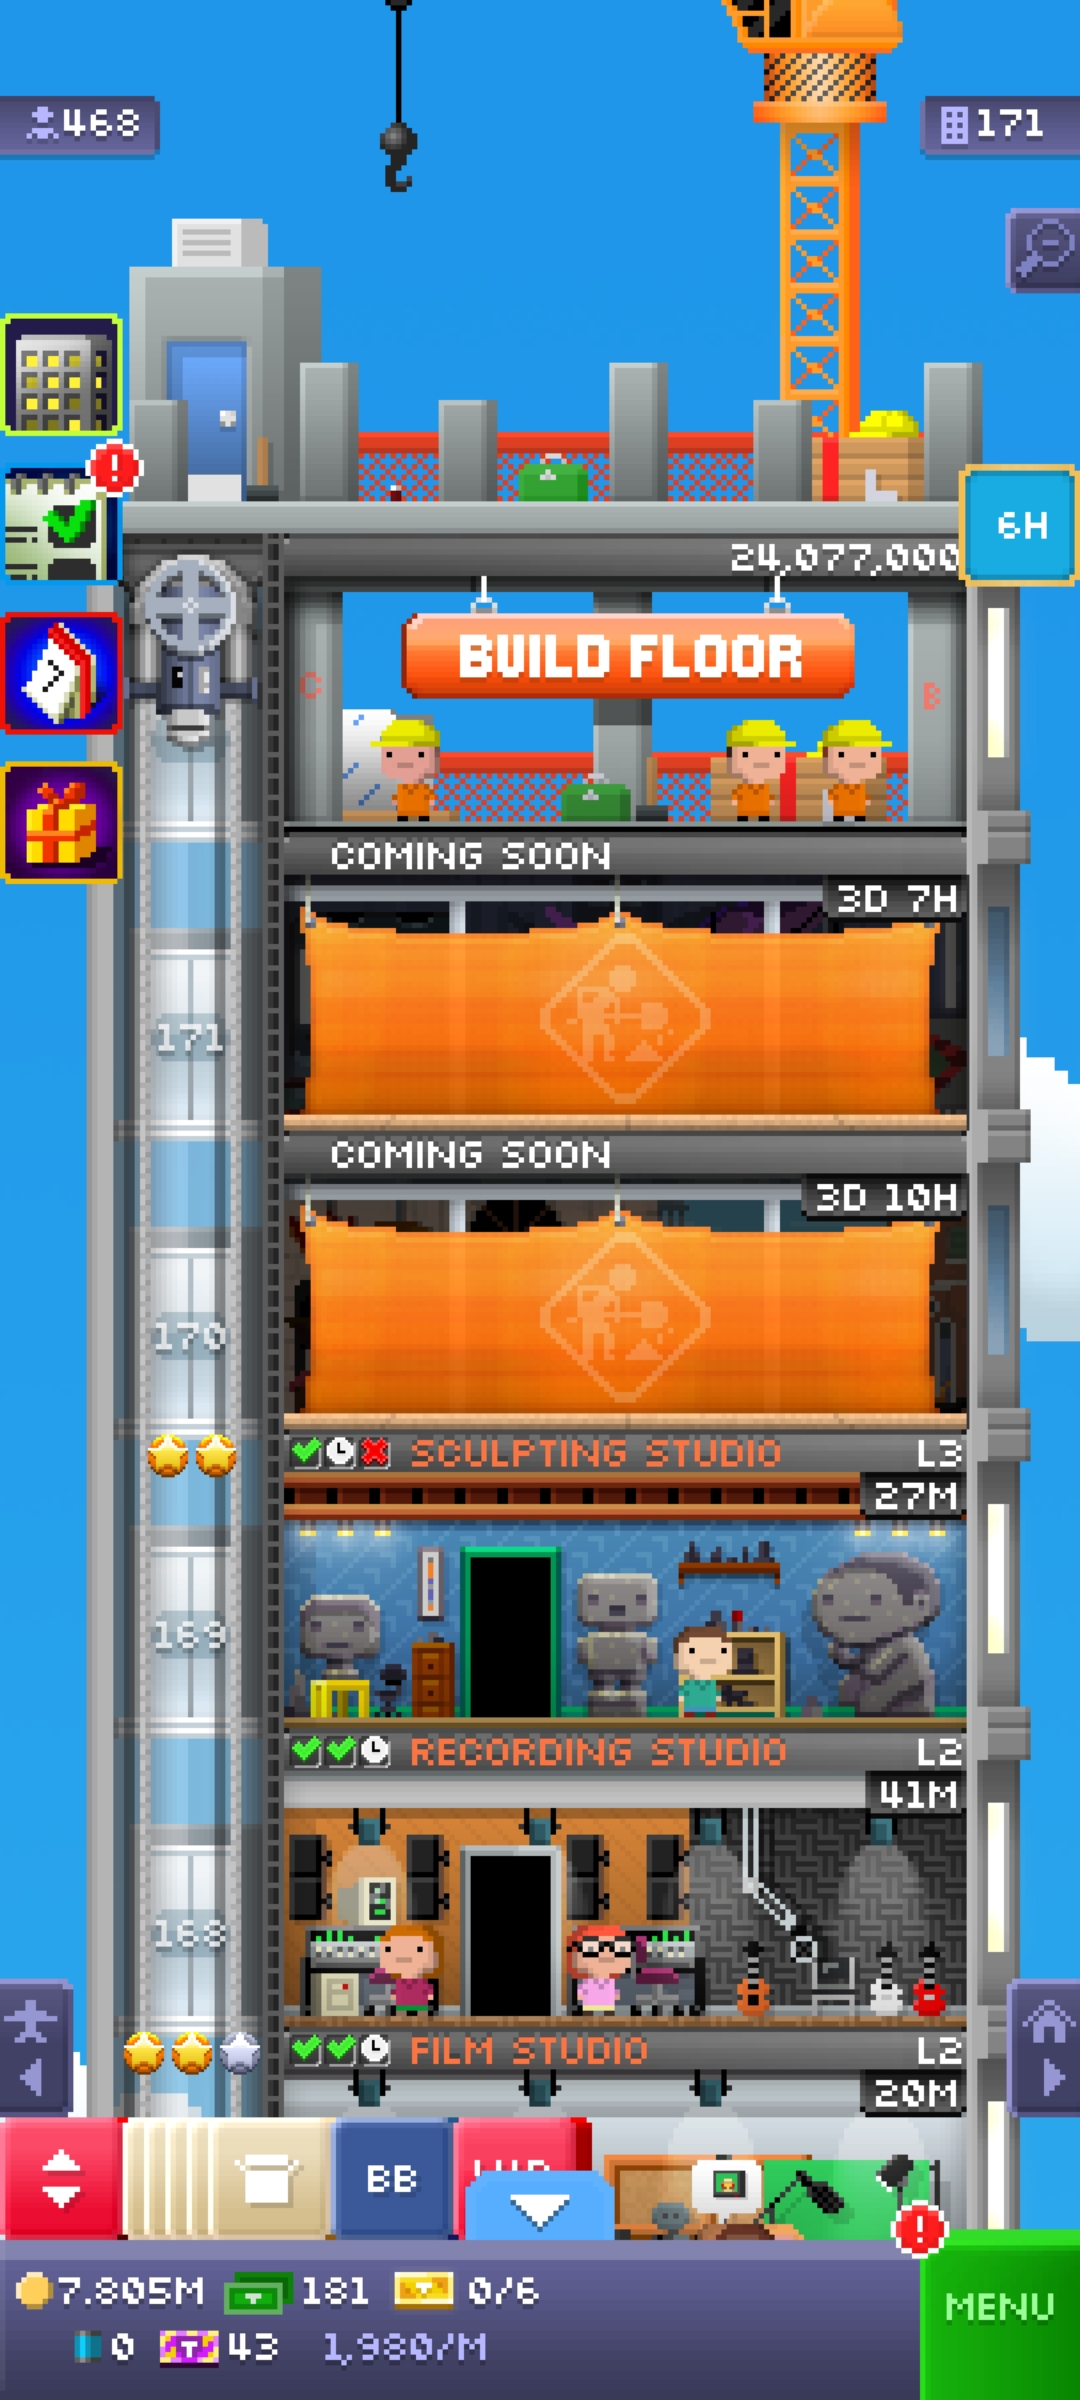 468
171
6H
24,077,000
BUILD FLOOR
C
B
COMING SOON
3D 7H
171
COMING SOON
3D 10H
170
SCULPTING STUDIO L3
27M
169
RECORDING STUDIO L2
41M
168
FILM STUDIO L2
20M
BB
7.805M 181 0/6
MENU
0 43 1,980/M